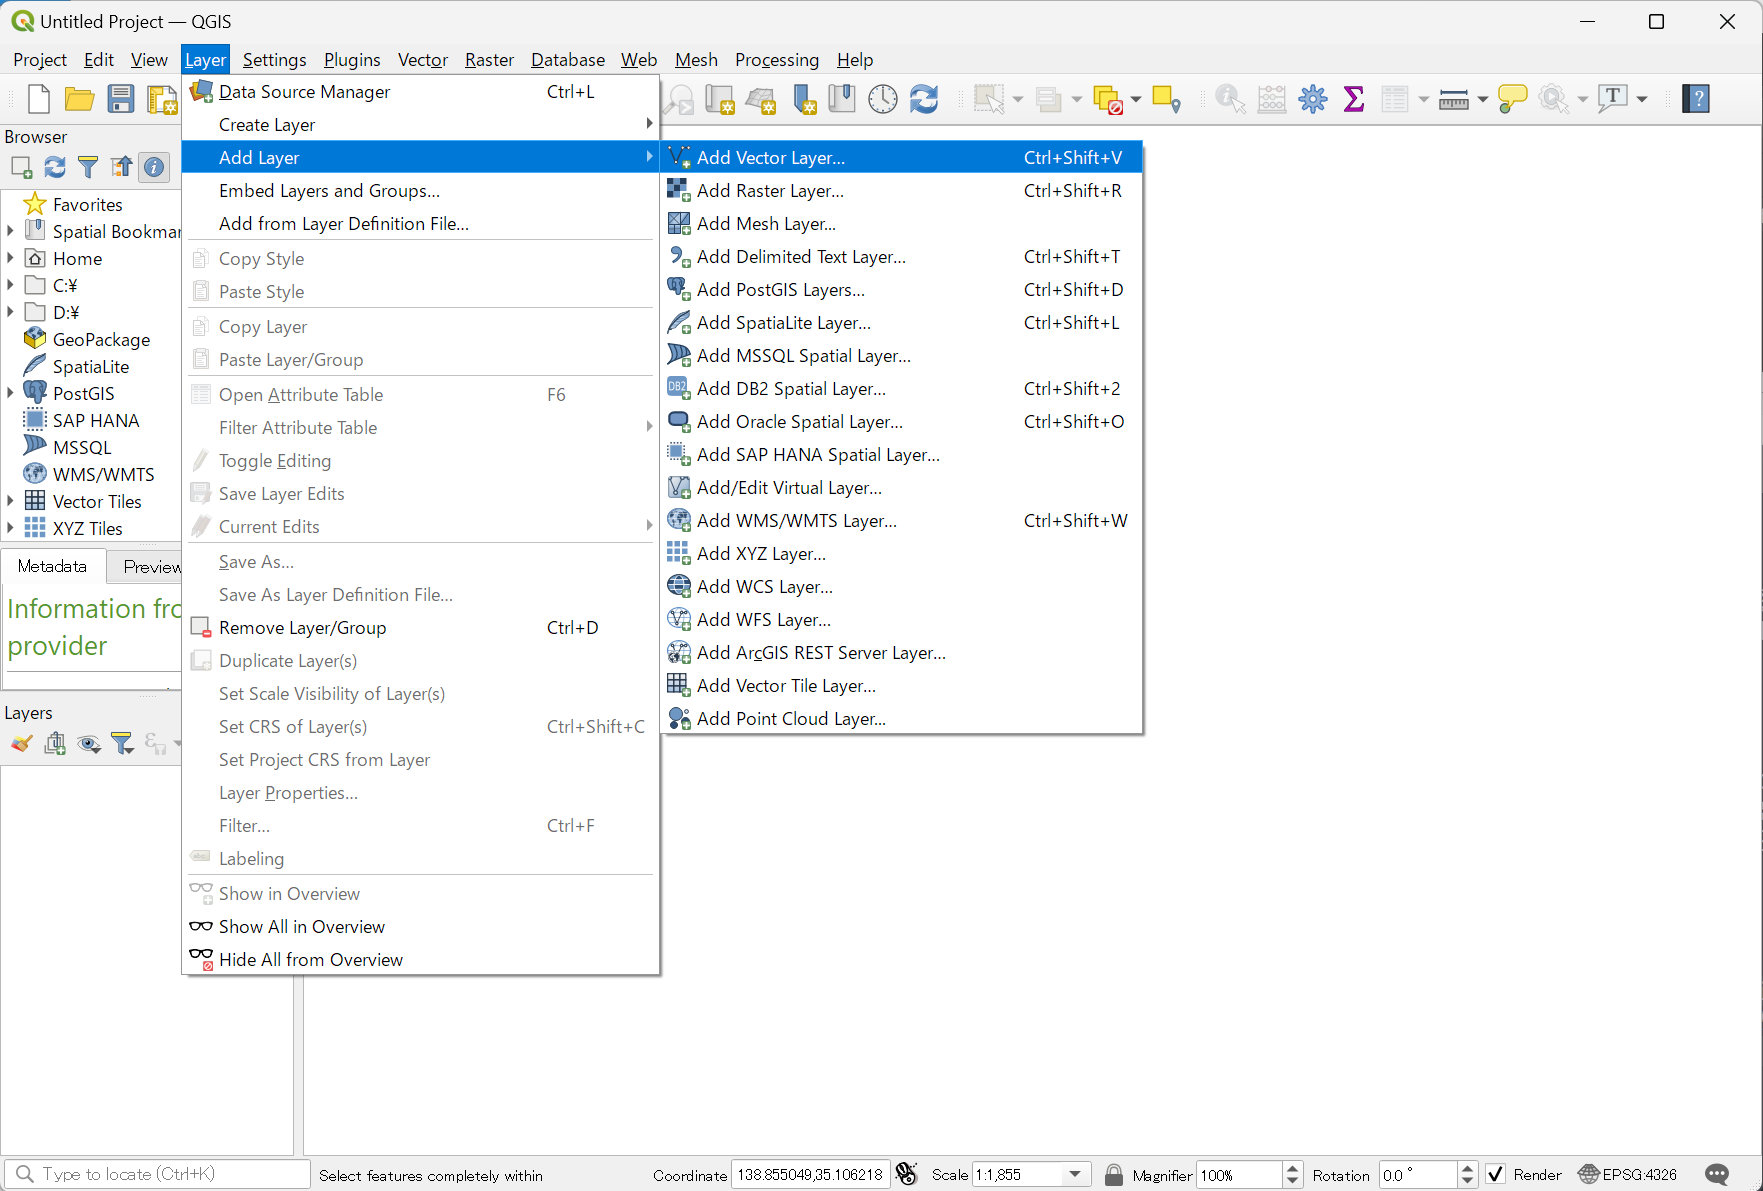 Untitled Project — QGIS
Project Edit View Layer Settings Plugins Vector Raster Database Web Mesh Processing Help
Data Source Manager Ctrl+L
Create Layer
Add Layer
Embed Layers and Groups...
Add from Layer Definition File...
Copy Style
Paste Style
Copy Layer
Paste Layer/Group
Open Attribute Table F6
Filter Attribute Table
Toggle Editing
Save Layer Edits
Current Edits
Save As...
Save As Layer Definition File...
Remove Layer/Group Ctrl+D
Duplicate Layer(s)
Set Scale Visibility of Layer(s)
Set CRS of Layer(s) Ctrl+Shift+C
Set Project CRS from Layer
Layer Properties...
Filter... Ctrl+F
Labeling
Show in Overview
Show All in Overview
Hide All from Overview
Add Vector Layer... Ctrl+Shift+V
Add Raster Layer... Ctrl+Shift+R
Add Mesh Layer...
Add Delimited Text Layer... Ctrl+Shift+T
Add PostGIS Layers... Ctrl+Shift+D
Add SpatiaLite Layer... Ctrl+Shift+L
Add MSSQL Spatial Layer...
DB2 Add DB2 Spatial Layer... Ctrl+Shift+2
Add Oracle Spatial Layer... Ctrl+Shift+O
Add SAP HANA Spatial Layer...
Add/Edit Virtual Layer...
Add WMS/WMTS Layer... Ctrl+Shift+W
Add XYZ Layer...
Add WCS Layer...
Add WFS Layer...
Add ArcGIS REST Server Layer...
Add Vector Tile Layer...
Add Point Cloud Layer...
Browser
Favorites
Spatial Bookmar
Home
C:¥
D:¥
GeoPackage
SpatiaLite
PostGIS
SAP HANA
MSSQL
WMS/WMTS
Vector Tiles
XYZ Tiles
Metadata Preview
Information fro
provider
Layers
Type to locate (Ctrl+K) Select features completely within Coordinate 138.855049,35.106218 Scale 1:1,855 Magnifier 100% Rotation 0.0 ° Render EPSG:4326